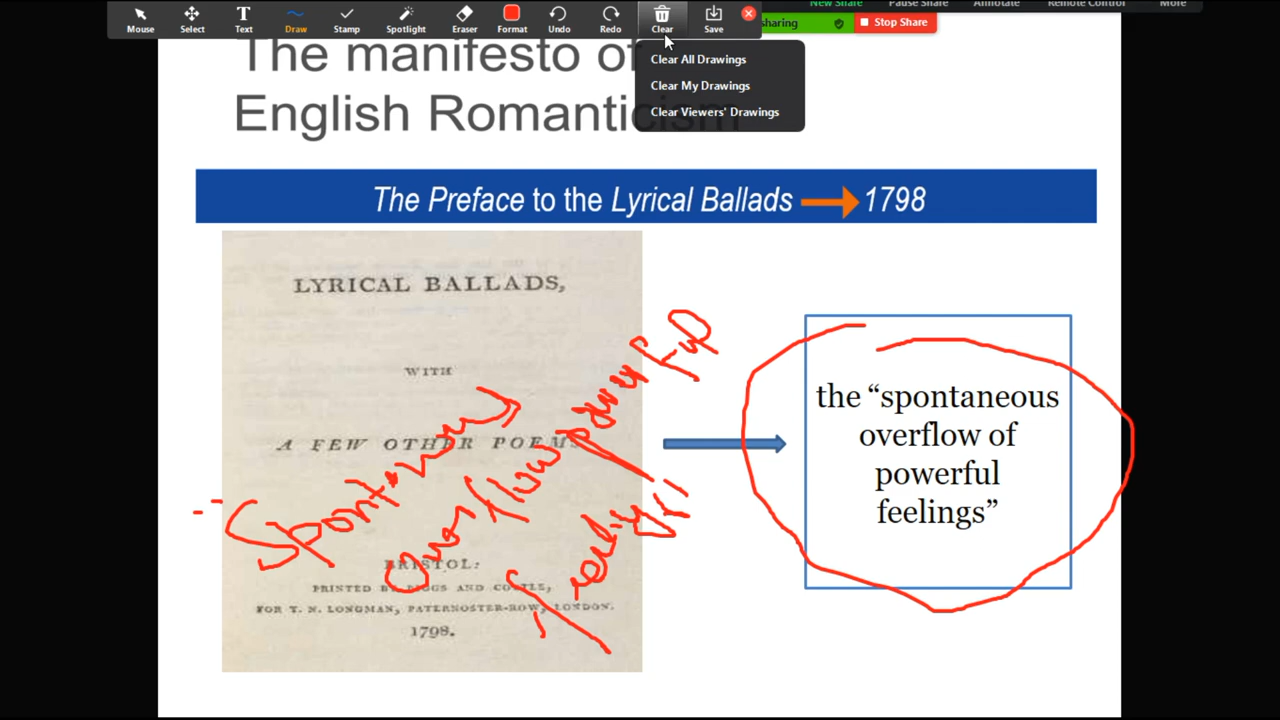 New Share Pause Share Annotate Remote Control More
Mouse Select Text Draw Stamp Spotlight Eraser Format Undo Redo Clear Save
sharing Stop Share
Clear All Drawings
Clear My Drawings
Clear Viewers' Drawings
The manifesto of
English Romanticism
The Preface to the Lyrical Ballads 1798
LYRICAL BALLADS,
WITH
A FEW OTHER POEMS
BRISTOL:
PRINTED BY BIGGS AND COTTLE,
FOR T. N. LONGMAN, PATERNOSTER-ROW, LONDON.
1798.
the “spontaneous
overflow of
powerful
feelings”